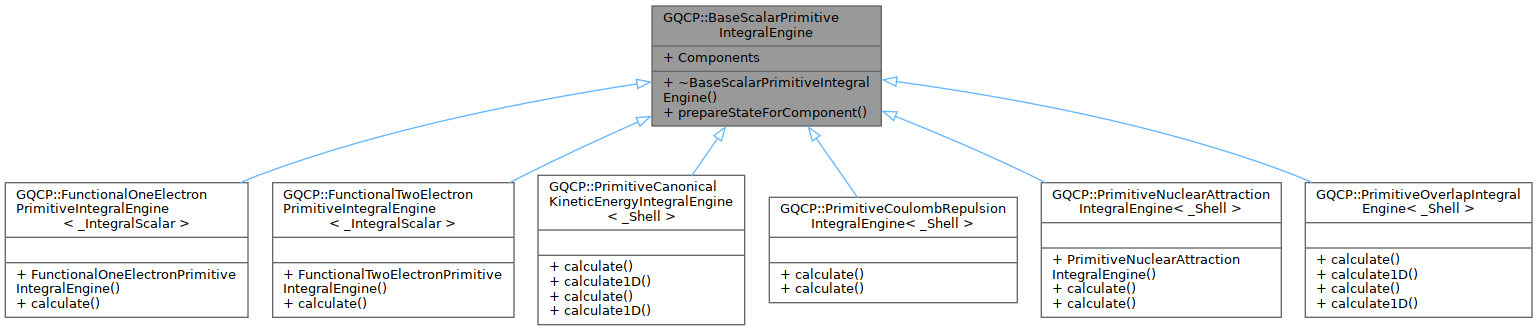 GQCP::BaseScalarPrimitive
IntegralEngine
+ Components
+ ~BaseScalarPrimitiveIntegral
Engine()
+ prepareStateForComponent()
GQCP::FunctionalOneElectron
PrimitiveIntegralEngine
< _IntegralScalar >
+ FunctionalOneElectronPrimitive
IntegralEngine()
+ calculate()
GQCP::FunctionalTwoElectron
PrimitiveIntegralEngine
< _IntegralScalar >
+ FunctionalTwoElectronPrimitive
IntegralEngine()
+ calculate()
GQCP::PrimitiveCanonical
KineticEnergyIntegralEngine
< _Shell >
+ calculate()
+ calculate1D()
+ calculate()
+ calculate1D()
GQCP::PrimitiveCoulombRepulsion
IntegralEngine< _Shell >
+ calculate()
+ calculate()
GQCP::PrimitiveNuclearAttraction
IntegralEngine< _Shell >
+ PrimitiveNuclearAttraction
IntegralEngine()
+ calculate()
+ calculate()
GQCP::PrimitiveOverlapIntegral
Engine< _Shell >
+ calculate()
+ calculate1D()
+ calculate()
+ calculate1D()